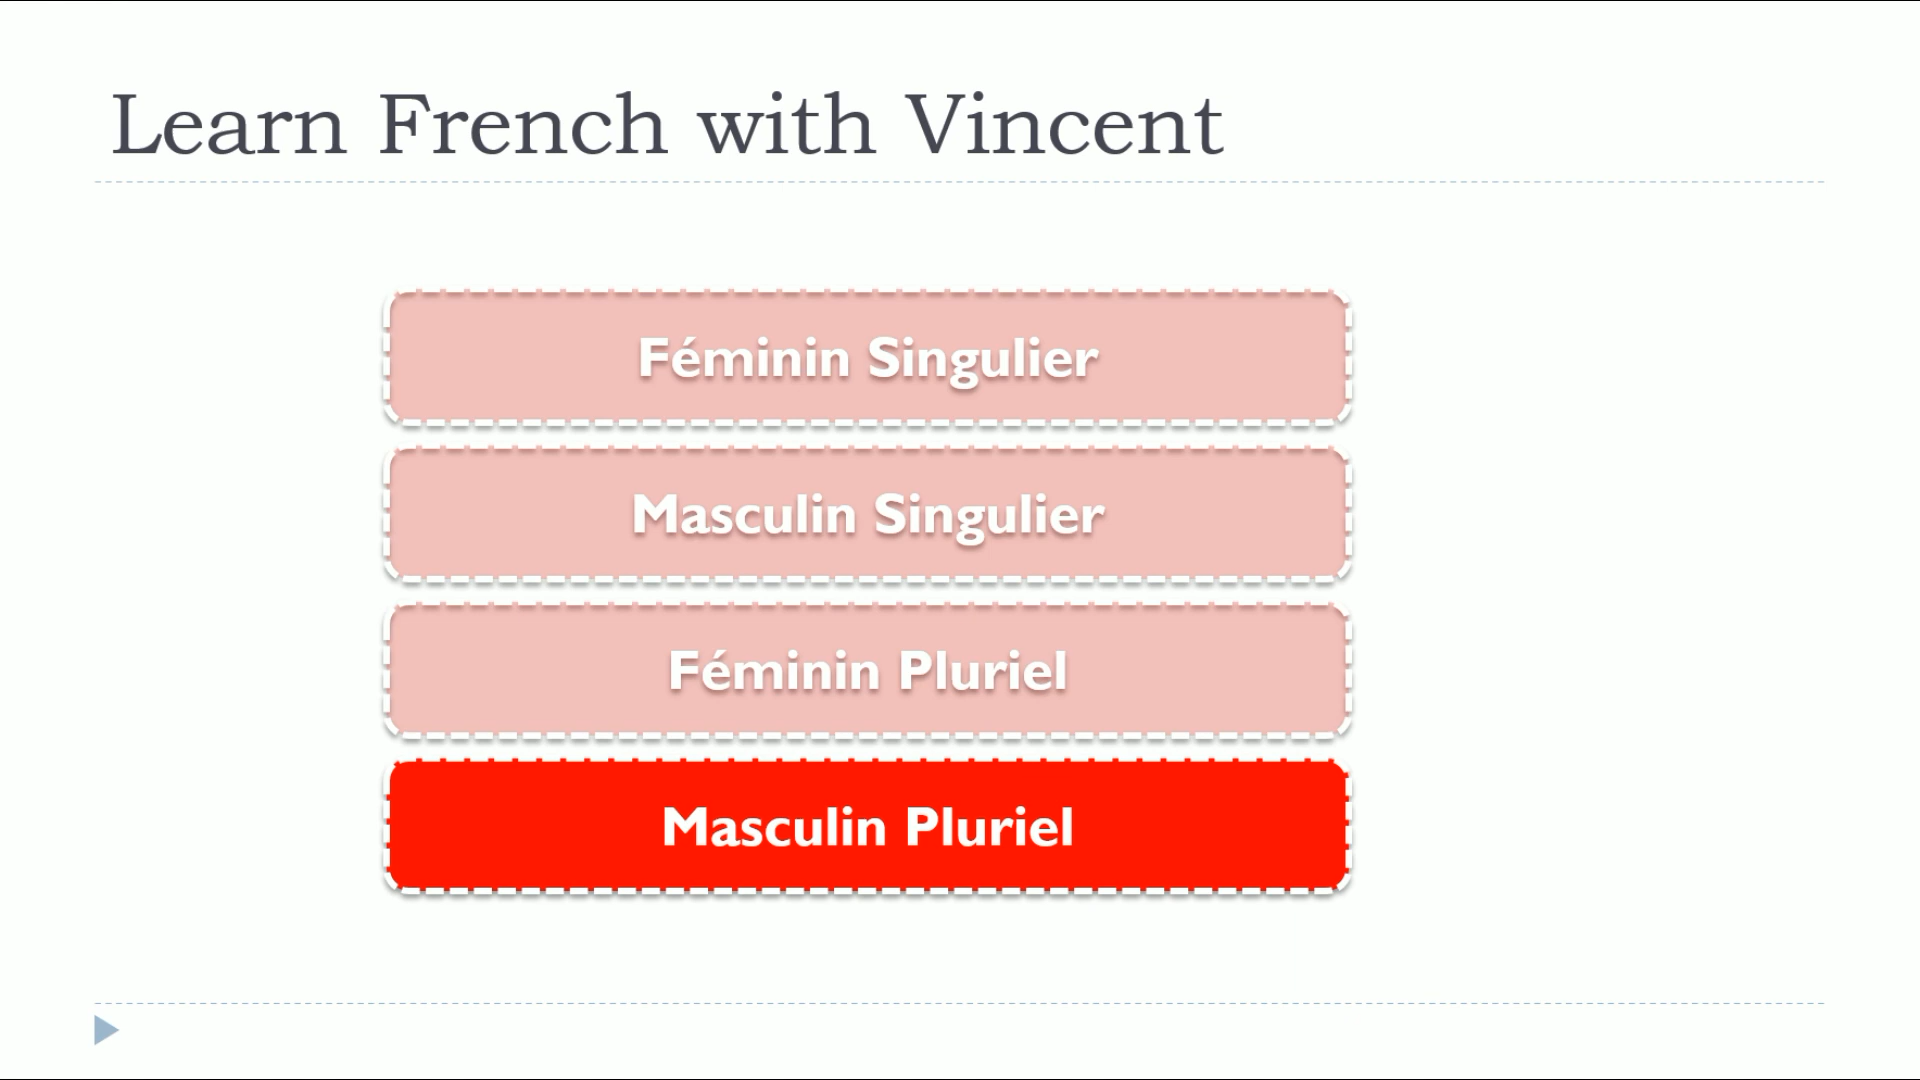 Learn French with Vincent
Féminin Singulier
Masculin Singulier
Féminin Pluriel
Masculin Pluriel